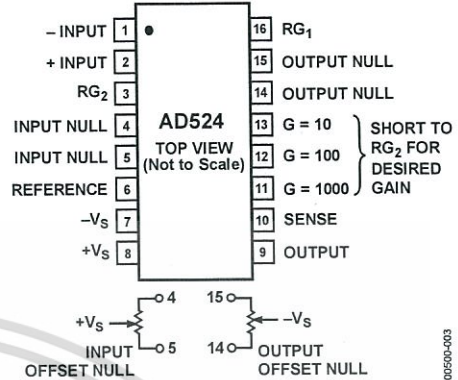 – INPUT 1
+ INPUT 2
RG2 3
INPUT NULL 4
INPUT NULL 5
REFERENCE 6
–VS 7
+VS 8
AD524
TOP VIEW
(Not to Scale)
16 RG1
15 OUTPUT NULL
14 OUTPUT NULL
13 G = 10
12 G = 100
11 G = 1000
10 SENSE
9 OUTPUT
SHORT TO
RG2 FOR
DESIRED
GAIN
+VS
4
5
INPUT
OFFSET NULL
15
14
–VS
OUTPUT
OFFSET NULL
00500-003